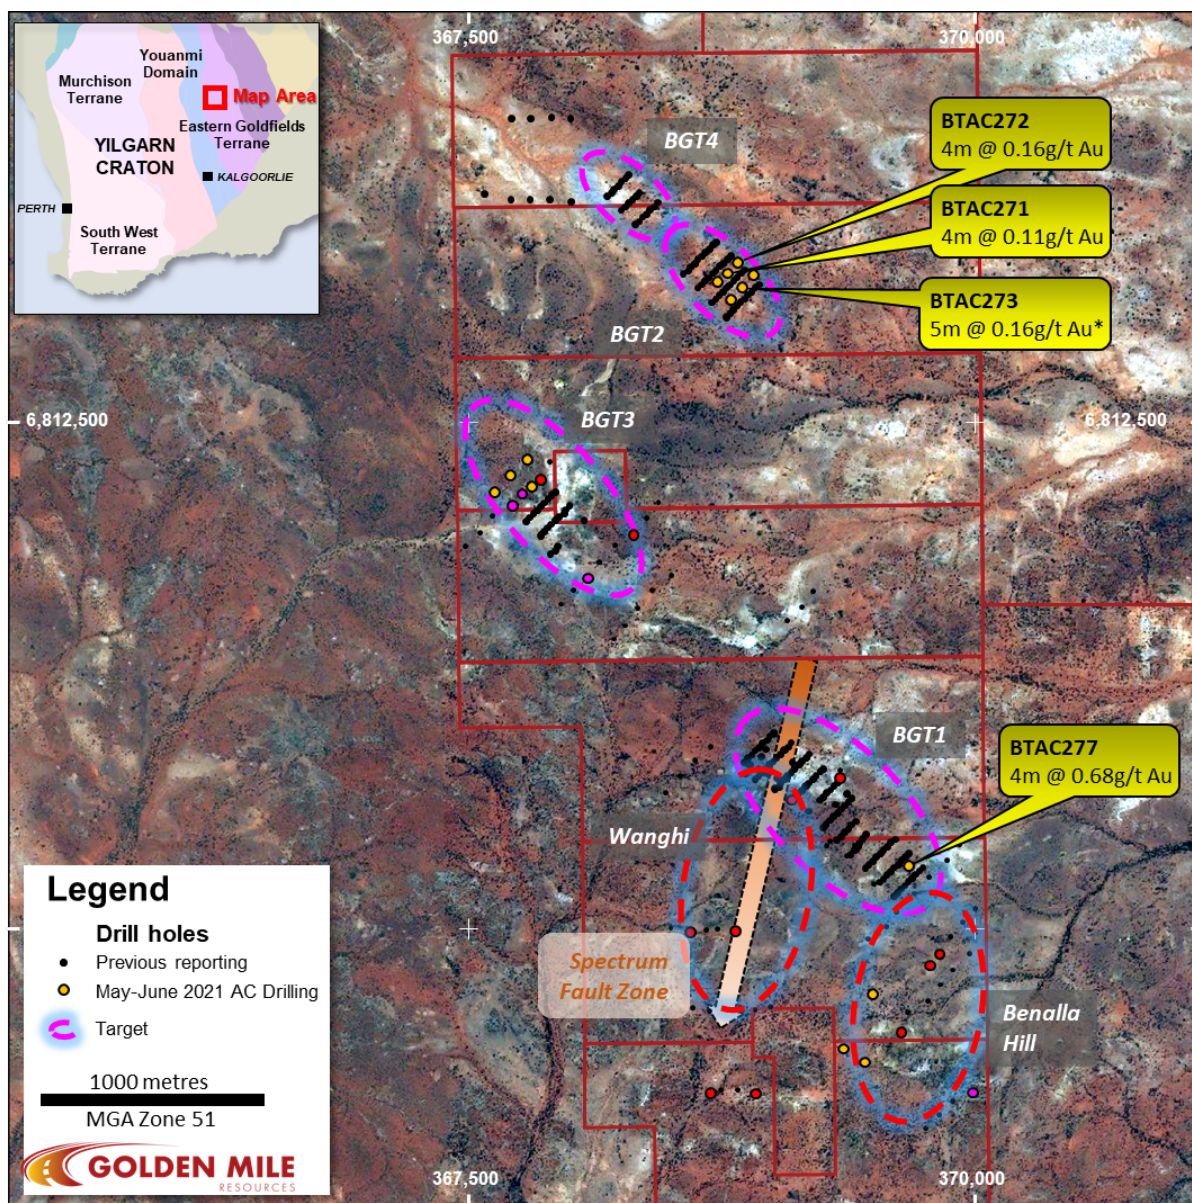 367,500
370,000
Youanmi
Domain
Murchison
Terrane
Map Area
Eastern Goldfields
Terrane
YILGARN
CRATON
KALGOORLIE
PERTH
South West
Terrane
BGT4
BTAC272
4m @ 0.16g/t Au
BTAC271
4m @ 0.11g/t Au
BTAC273
5m @ 0.16g/t Au*
BGT2
6,812,500
BGT3
6,812,500
BGT1
BTAC277
4m @ 0.68g/t Au
Wanghi
Spectrum
Fault Zone
Benalla
Hill
Legend
Drill holes
Previous reporting
May-June 2021 AC Drilling
Target
1000 metres
MGA Zone 51
GOLDEN MILE
RESOURCES
367,500
370,000